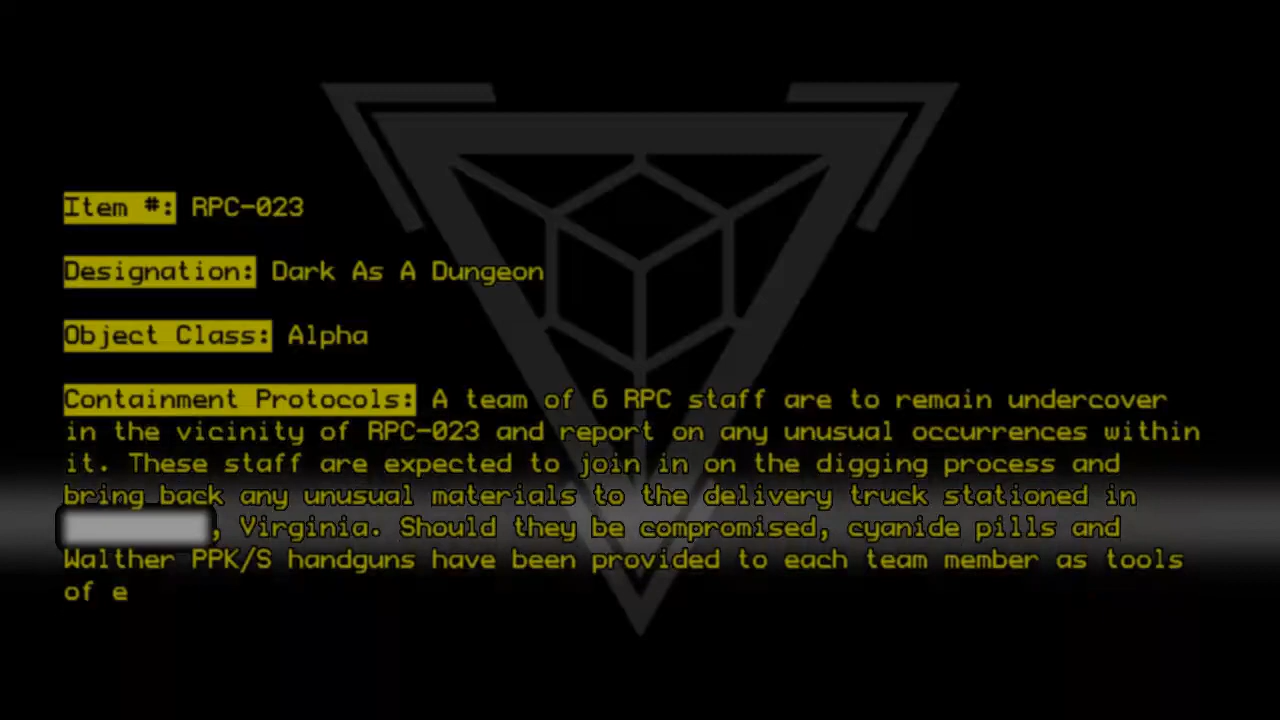 Item #: RPC-023
Designation: Dark As A Dungeon
Object Class: Alpha
Containment Protocols: A team of 6 RPC staff are to remain undercover
in the vicinity of RPC-023 and report on any unusual occurrences within
it. These staff are expected to join in on the digging process and
bring back any unusual materials to the delivery truck stationed in
, Virginia. Should they be compromised, cyanide pills and
Walther PPK/S handguns have been provided to each team member as tools
of e